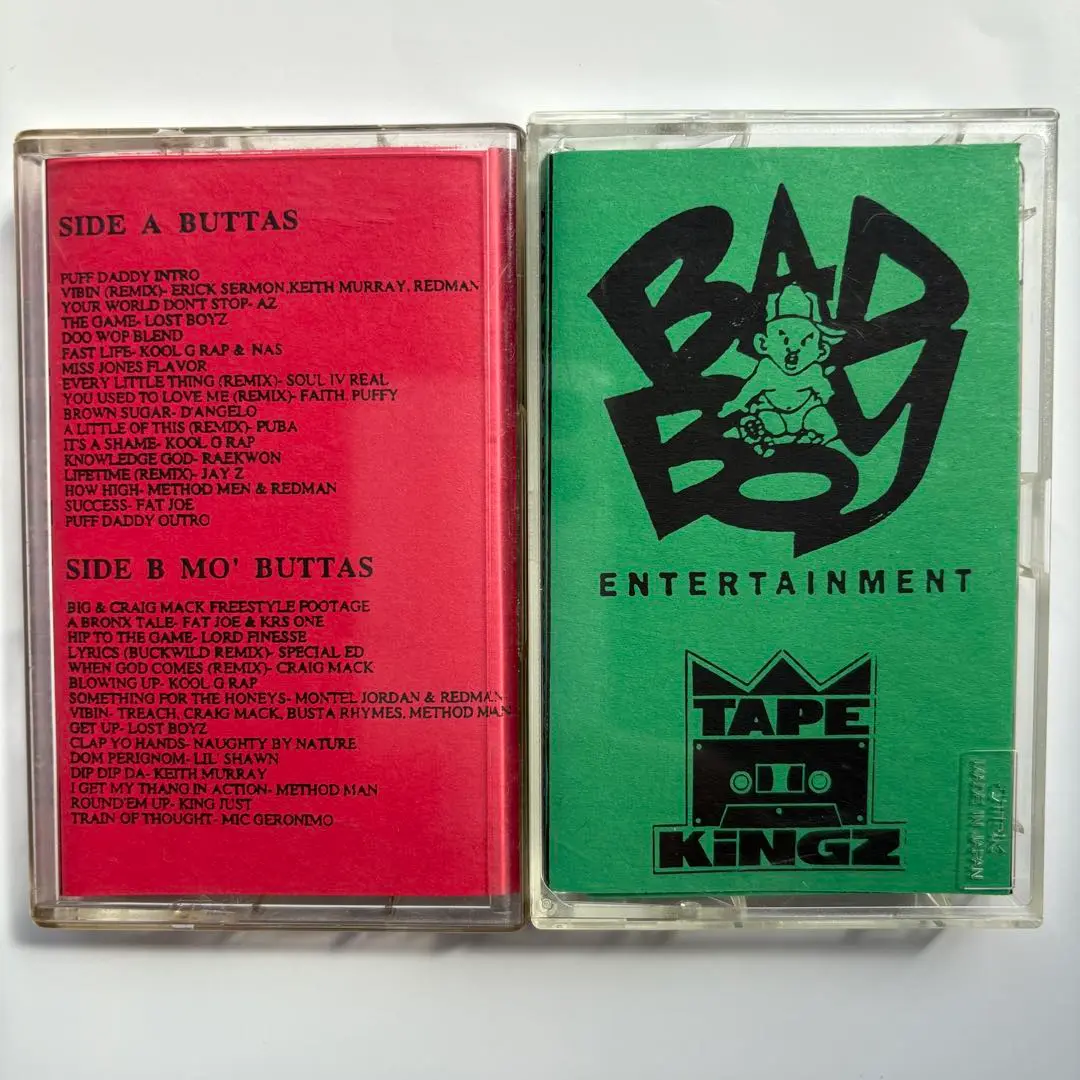 SIDE A BUTTAS
PUFF DADDY INTRO
VIBIN (REMIX)- ERICK SERMON,KEITH MURRAY, REDMAN
YOUR WORLD DON'T STOP- AZ
THE GAME- LOST BOYZ
DOO WOP BLEND
FAST LIFE- KOOL G RAP & NAS
MISS JONES FLAVOR
EVERY LITTLE THING (REMIX)- SOUL IV REAL
YOU USED TO LOVE ME (REMIX)- FAITH, PUFFY
BROWN SUGAR- D'ANGELO
A LITTLE OF THIS (REMIX)- PUBA
IT'S A SHAME- KOOL G RAP
KNOWLEDGE GOD- RAEKWON
LIFETIME (REMIX)- JAY Z
HOW HIGH- METHOD MEN & REDMAN
SUCCESS- FAT JOE
PUFF DADDY OUTRO
SIDE B MO' BUTTAS
BIG & CRAIG MACK FREESTYLE FOOTAGE
A BRONX TALE- FAT JOE & KRS ONE
HIP TO THE GAME- LORD FINESSE
LYRICS (BUCKWILD REMIX)- SPECIAL ED
WHEN GOD COMES (REMIX)- CRAIG MACK
BLOWING UP- KOOL G RAP
SOMETHING FOR THE HONEYS- MONTEL JORDAN & REDMAN
VIBIN- TREACH, CRAIG MACK, BUSTA RHYMES, METHOD MAN
GET UP- LOST BOYZ
CLAP YO HANDS- NAUGHTY BY NATURE
DOM PERIGNOM- LIL' SHAWN
DIP DIP DA- KEITH MURRAY
I GET MY THANG IN ACTION- METHOD MAN
ROUND'EM UP- KING JUST
TRAIN OF THOUGHT- MIC GERONIMO
BAD
BOY
ENTERTAINMENT
TAPE
KiNGZ
MADE IN JAPAN